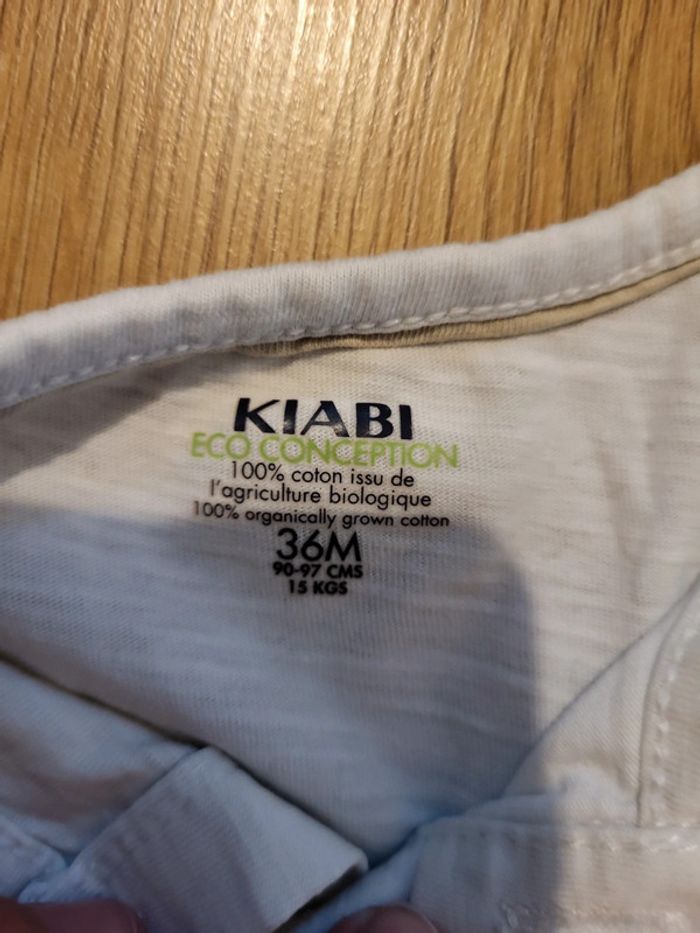 KIABI
ECO CONCEPTION
100% coton issu de
l'agriculture biologique
100% organically grown cotton
36M
90-97 CMS
15 KGS